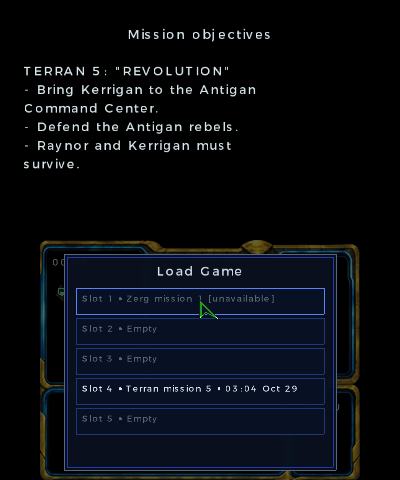 Mission objectives
TERRAN 5: "REVOLUTION"
- Bring Kerrigan to the Antigan
Command Center.
- Defend the Antigan rebels.
- Raynor and Kerrigan must
survive.
Load Game
Slot 1 • Zerg mission 1 [unavailable]
Slot 2 • Empty
Slot 3 • Empty
Slot 4 • Terran mission 5 • 03:04 Oct 29
Slot 5 • Empty